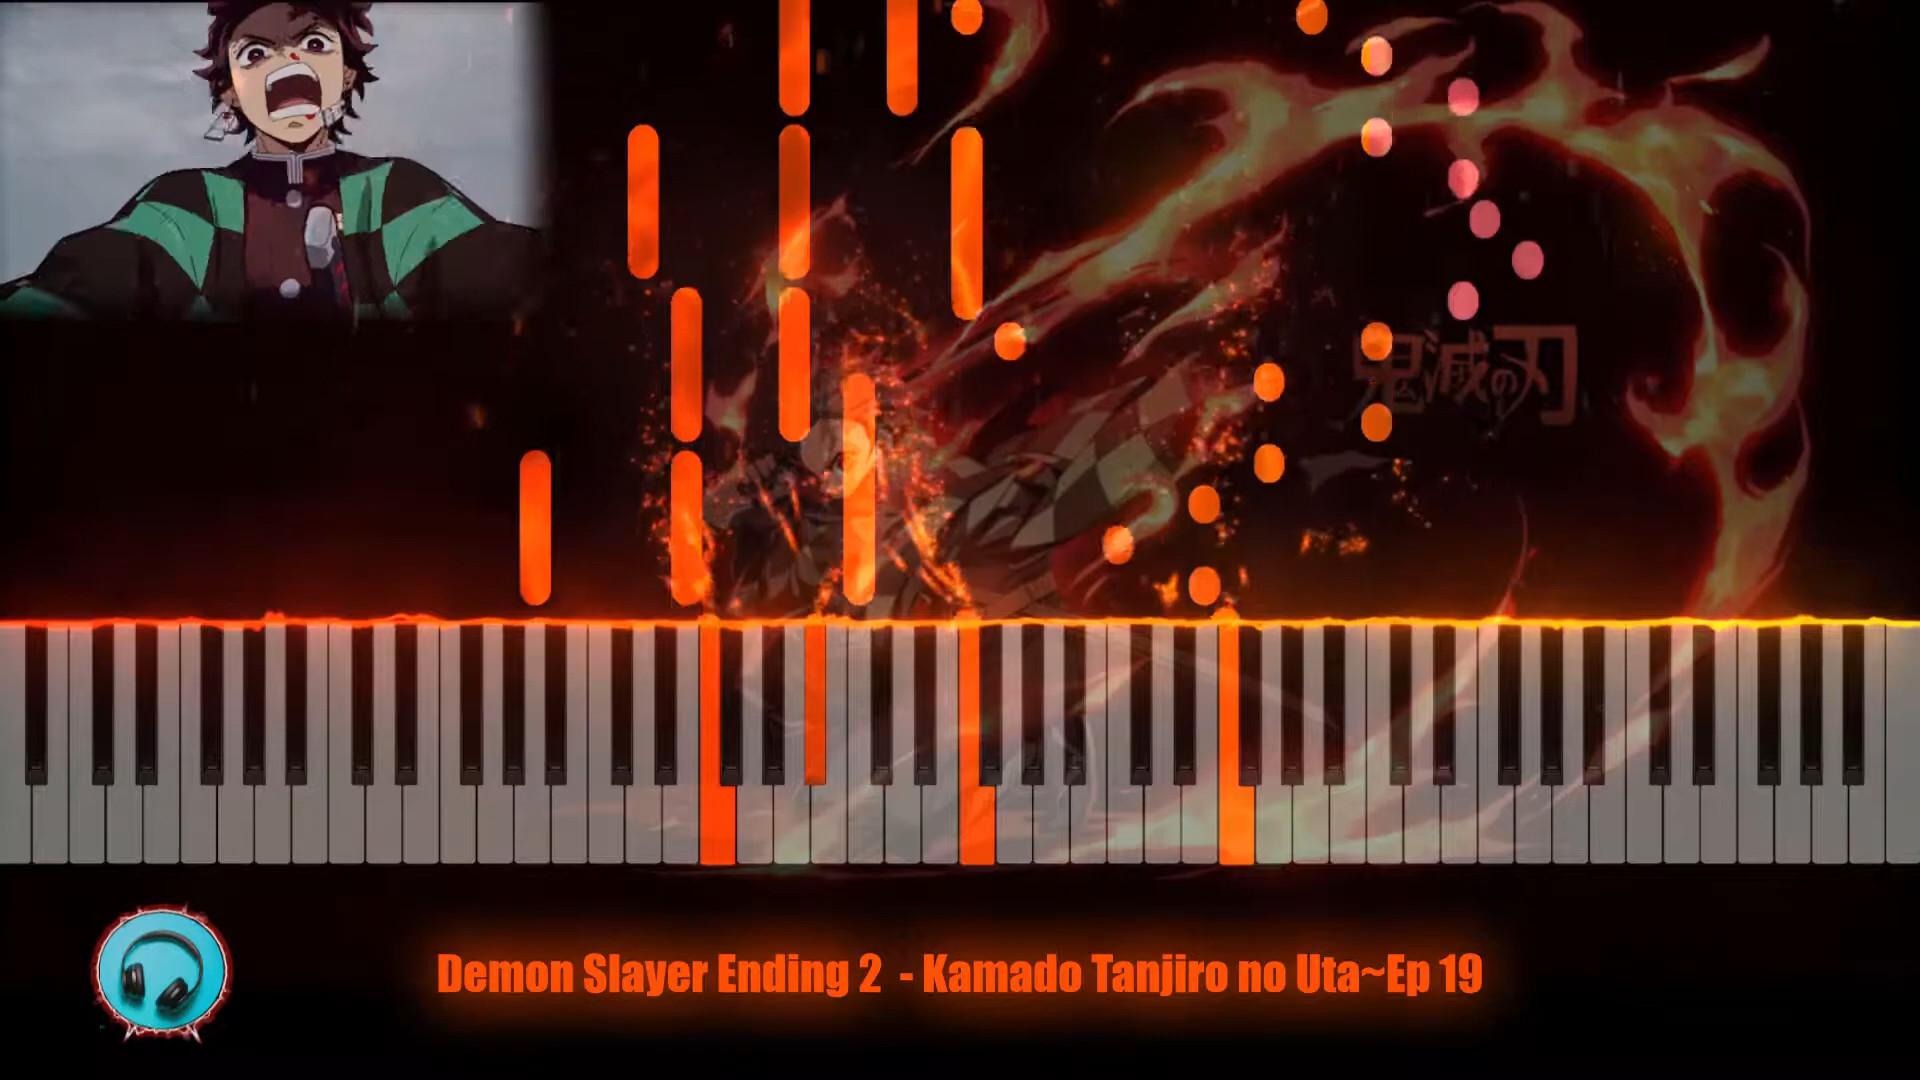 鬼滅の刃
Demon Slayer Ending 2 - Kamado Tanjiro no Uta~Ep 19